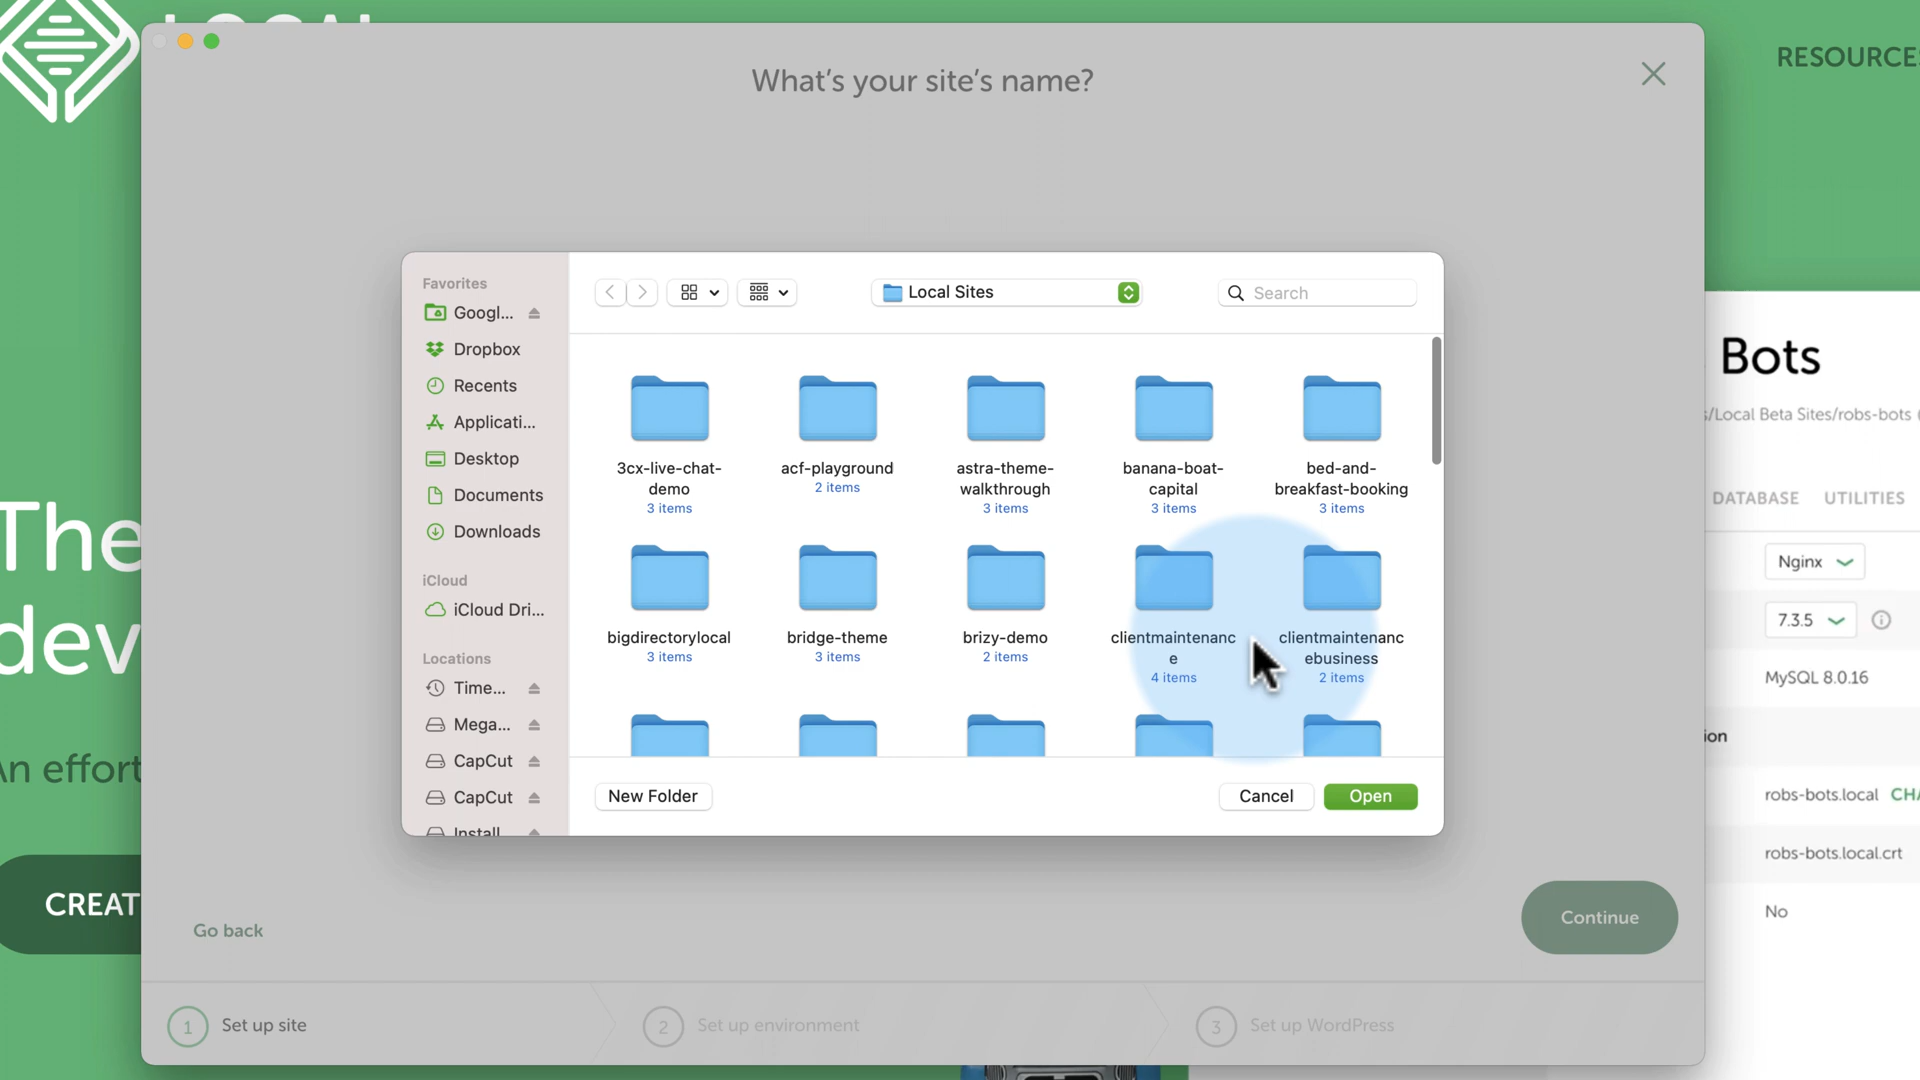 RESOURCES
What's your site's name?
Favorites
Googl...
Dropbox
Recents
Applicati...
Desktop
Documents
Downloads
iCloud
iCloud Dri...
Locations
Time...
Mega...
CapCut
CapCut
Install
Local Sites
Search
3cx-live-chat-
demo
3 items
acf-playground
2 items
astra-theme-
walkthrough
3 items
banana-boat-
capital
3 items
bed-and-
breakfast-booking
3 items
bigdirectorylocal
3 items
bridge-theme
3 items
brizy-demo
2 items
clientmaintenanc
e
4 items
clientmaintenanc
ebusiness
2 items
New Folder
Cancel
Open
Go back
Continue
1 Set up site
2 Set up environment
3 Set up WordPress
The
dev
An effort
CREAT
Bots
s/Local Beta Sites/robs-bots
DATABASE UTILITIES
Nginx
7.3.5
MySQL 8.0.16
ion
robs-bots.local CHA
robs-bots.local.crt
No